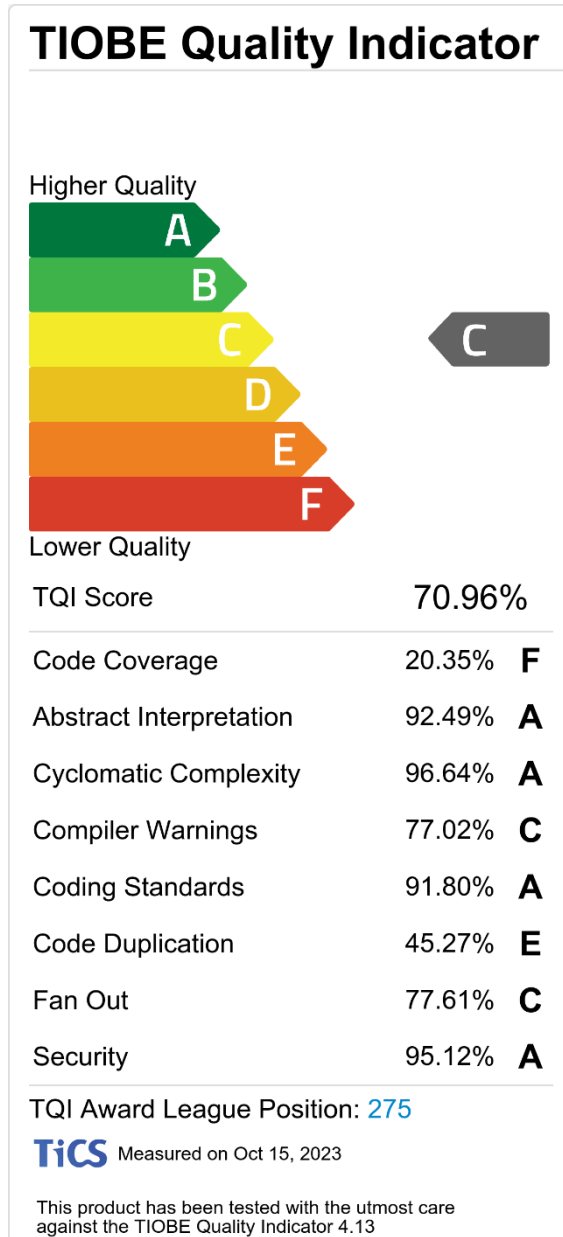 TIOBE Quality Indicator
Higher Quality
A
B
C C
D
E
F
Lower Quality
TQI Score 70.96%
Code Coverage 20.35% F
Abstract Interpretation 92.49% A
Cyclomatic Complexity 96.64% A
Compiler Warnings 77.02% C
Coding Standards 91.80% A
Code Duplication 45.27% E
Fan Out 77.61% C
Security 95.12% A
TQI Award League Position: 275
TiCS Measured on Oct 15, 2023
This product has been tested with the utmost care
against the TIOBE Quality Indicator 4.13